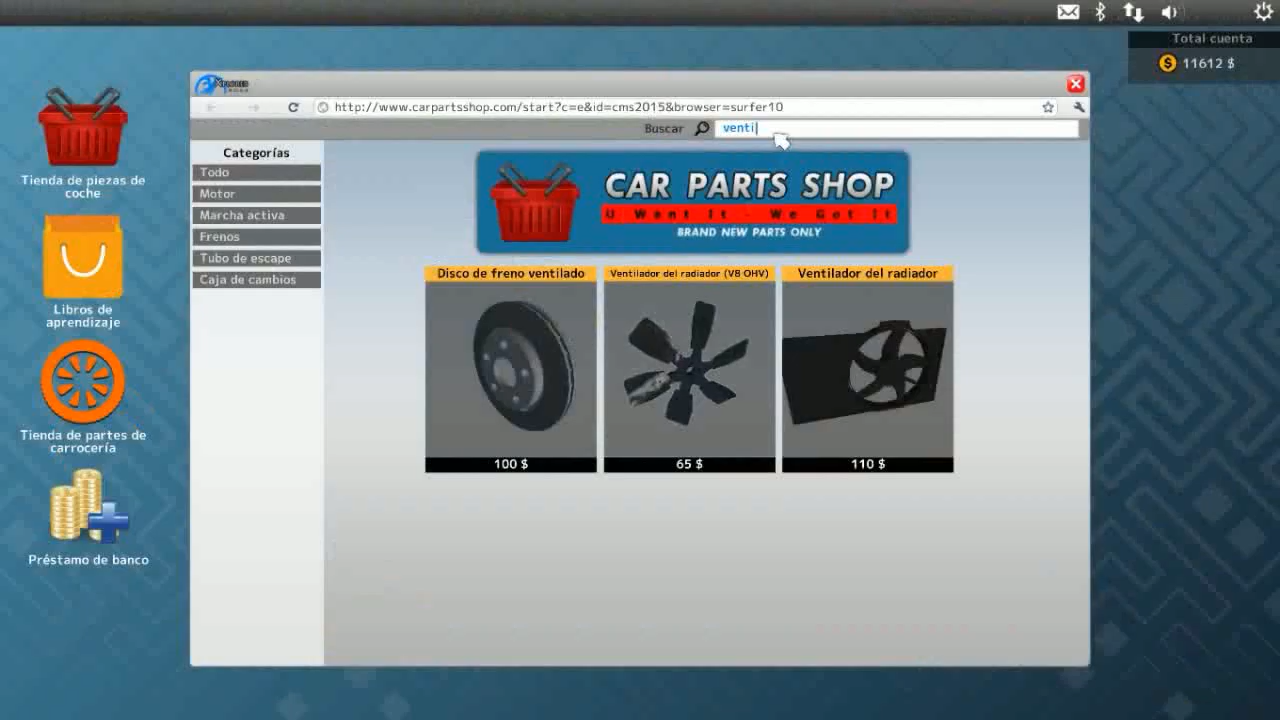 Total cuenta
11612 $
http://www.carpartsshop.com/start?c=e&id=cms2015&browser=surfer10
Buscar
venti
Categorías
Todo
Motor
Marcha activa
Frenos
Tubo de escape
Caja de cambios
CAR PARTS SHOP
U Want It - We Got It
BRAND NEW PARTS ONLY
Disco de freno ventilado
100 $
Ventilador del radiador (V8 OHV)
65 $
Ventilador del radiador
110 $
Tienda de piezas de
coche
Libros de
aprendizaje
Tienda de partes de
carrocería
Préstamo de banco